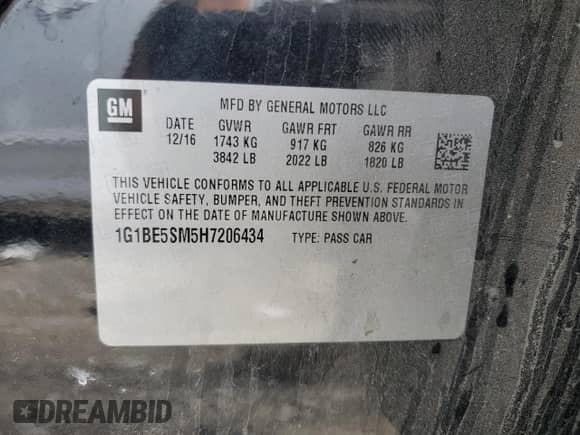 GM
MFD BY GENERAL MOTORS LLC
DATE GVWR GAWR FRT GAWR RR
12/16 1743 KG 917 KG 826 KG
3842 LB 2022 LB 1820 LB
THIS VEHICLE CONFORMS TO ALL APPLICABLE U.S. FEDERAL MOTOR
VEHICLE SAFETY, BUMPER, AND THEFT PREVENTION STANDARDS IN
EFFECT ON THE DATE OF MANUFACTURE SHOWN ABOVE.
1G1BE5SM5H7206434 TYPE: PASS CAR
DREAMBID